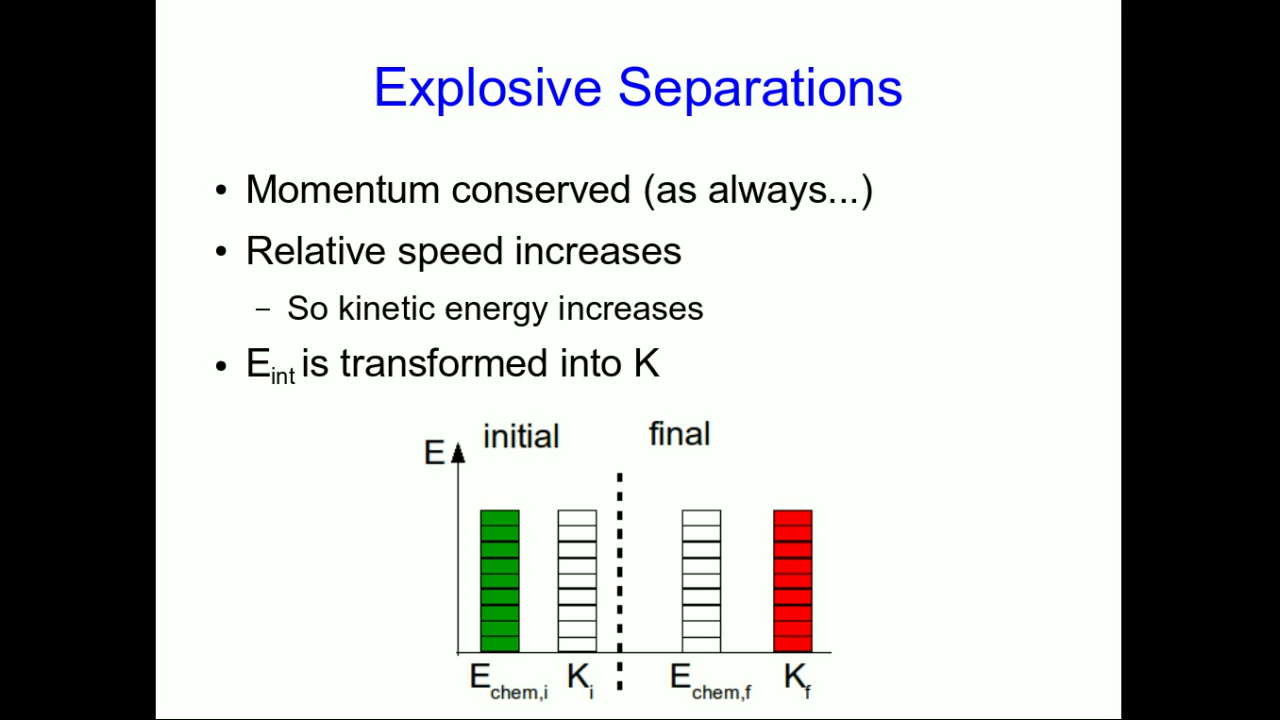 Explosive Separations
• Momentum conserved (as always...)
• Relative speed increases
– So kinetic energy increases
• Eint is transformed into K
E initial final
Echem,i Ki Echem,f Kf